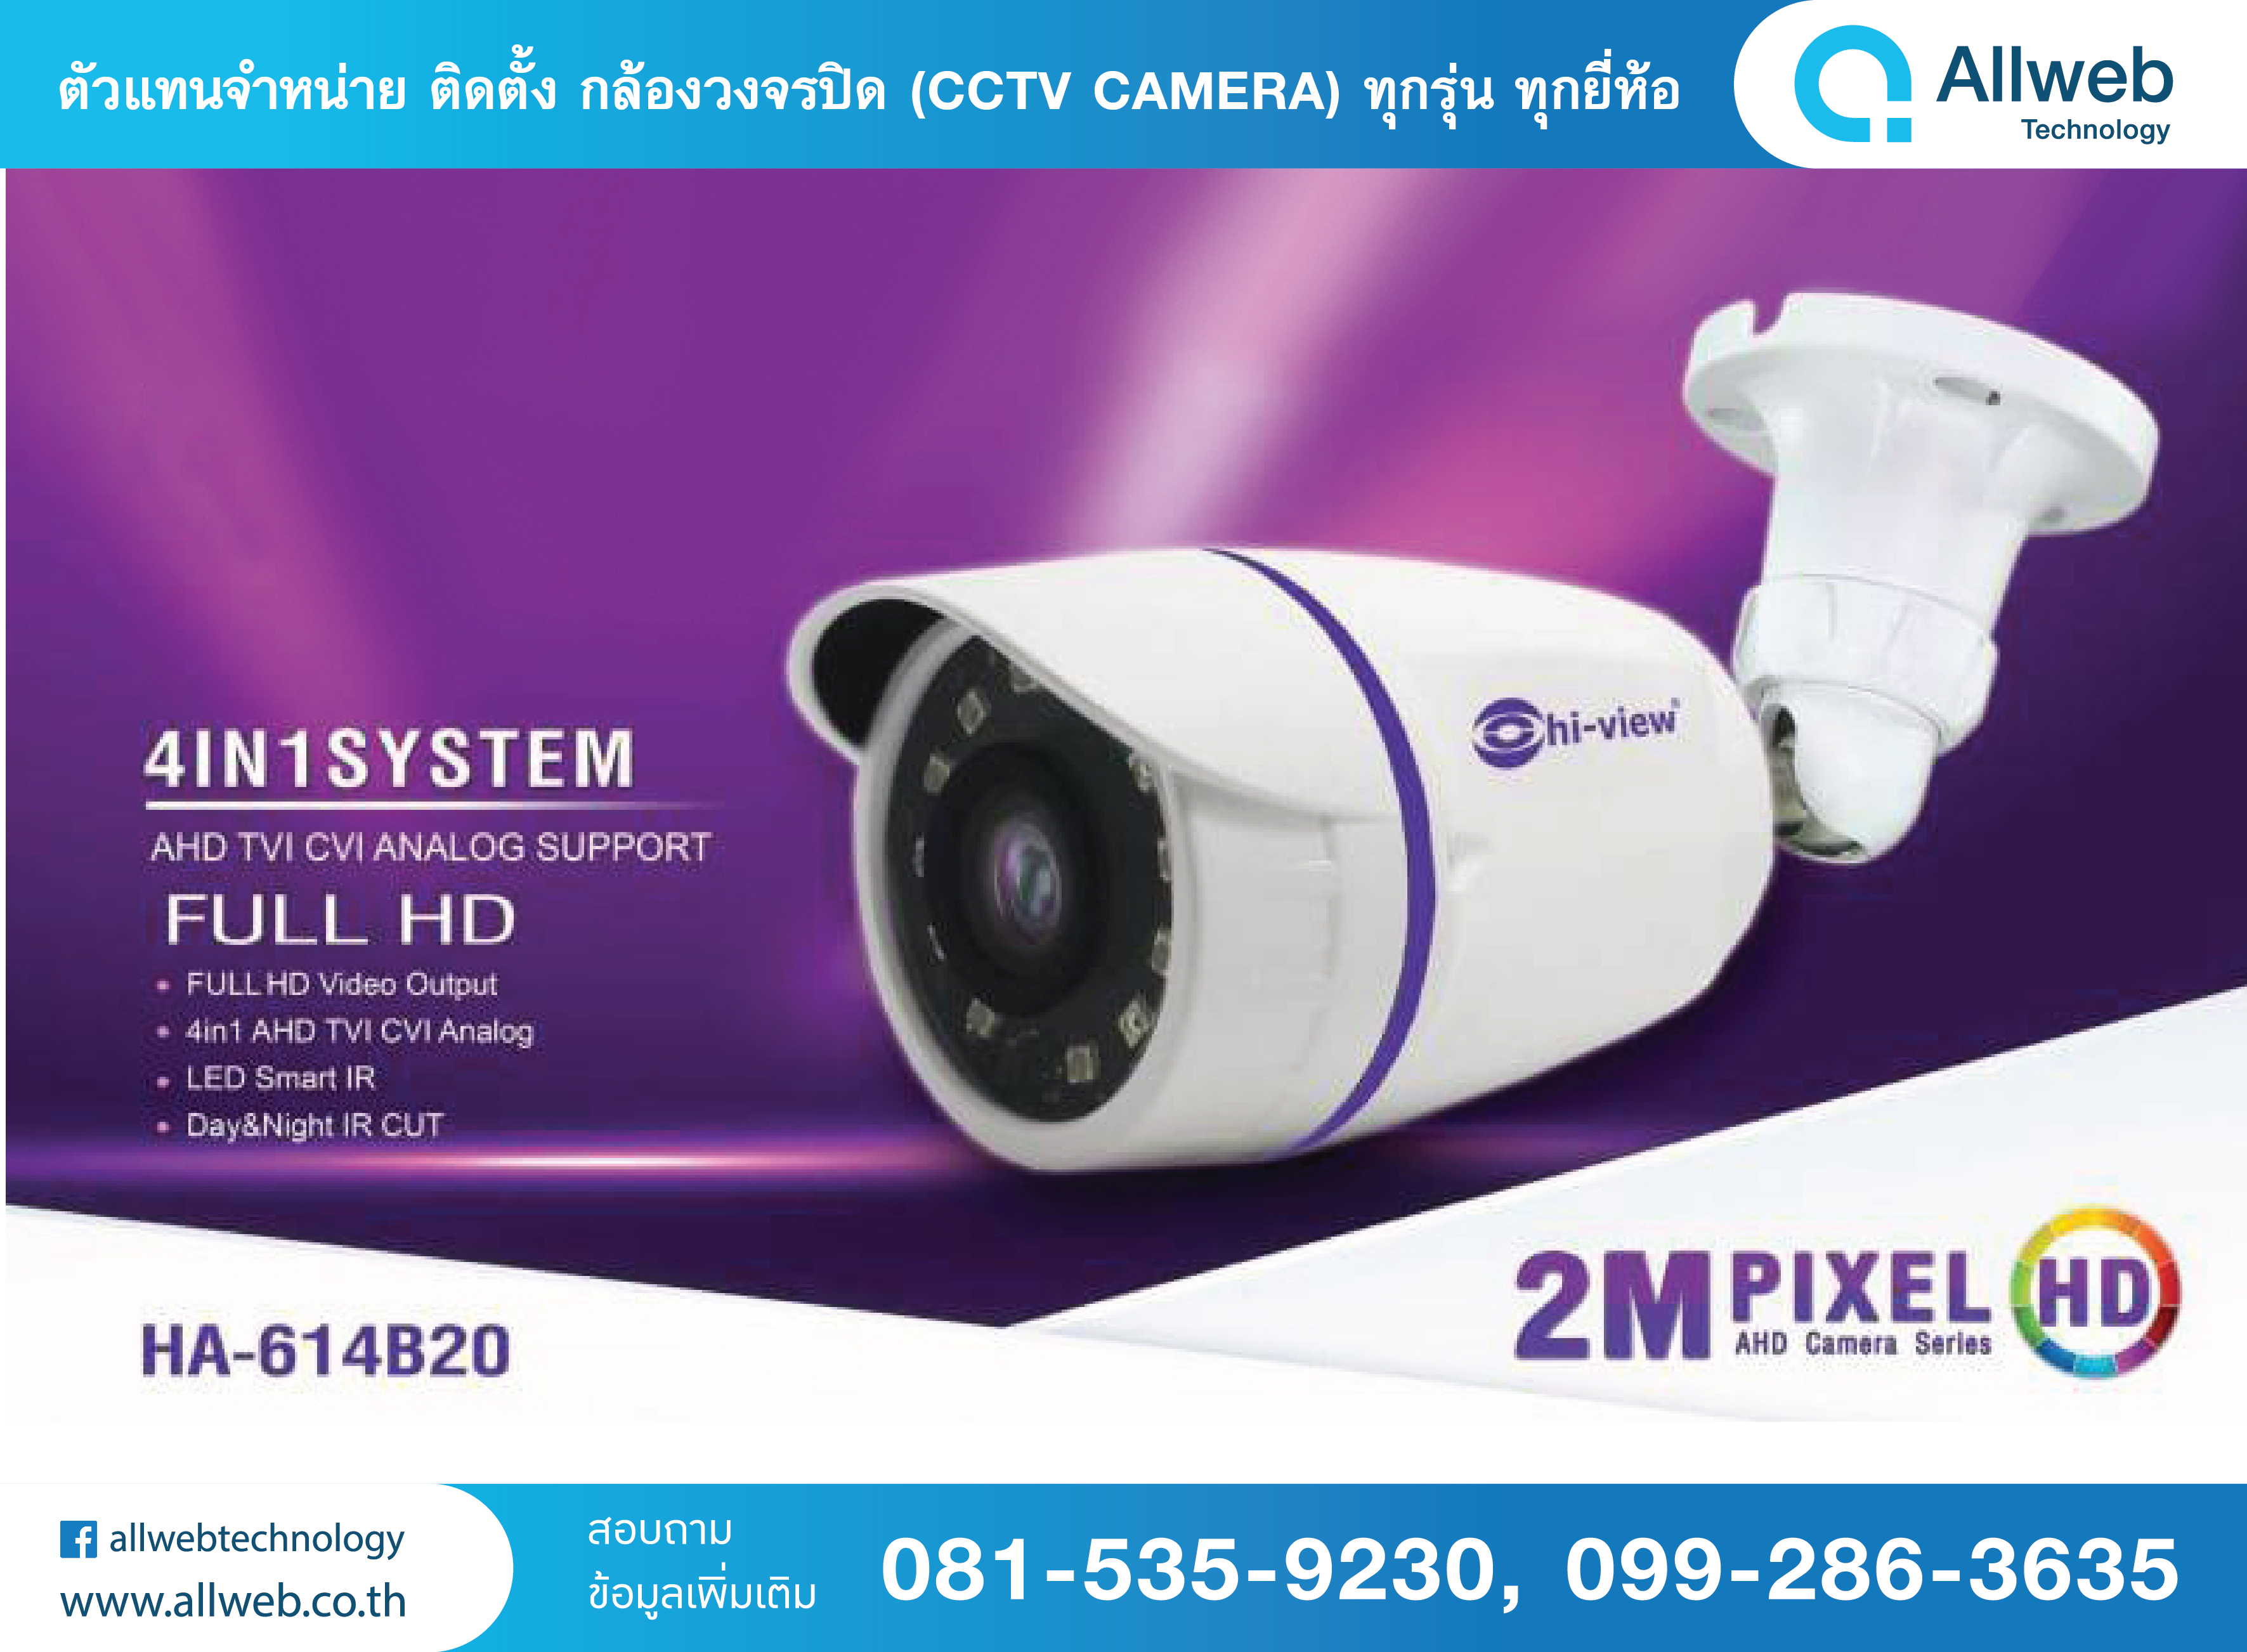 ตัวแทนจำหน่าย ติดตั้ง กล้องวงจรปิด (CCTV CAMERA) ทุกรุ่น ทุกยี่ห้อ
Allweb
Technology
hi-view®
4IN1SYSTEM
AHD TVI CVI ANALOG SUPPORT
FULL HD
• FULL HD Video Output
• 4in1 AHD TVI CVI Analog
• LED Smart IR
• Day&Night IR CUT
HA-614B20
2M PIXEL HD
AHD Camera Series
allwebtechnology
www.allweb.co.th
สอบถาม
ข้อมูลเพิ่มเติม
081-535-9230, 099-286-3635